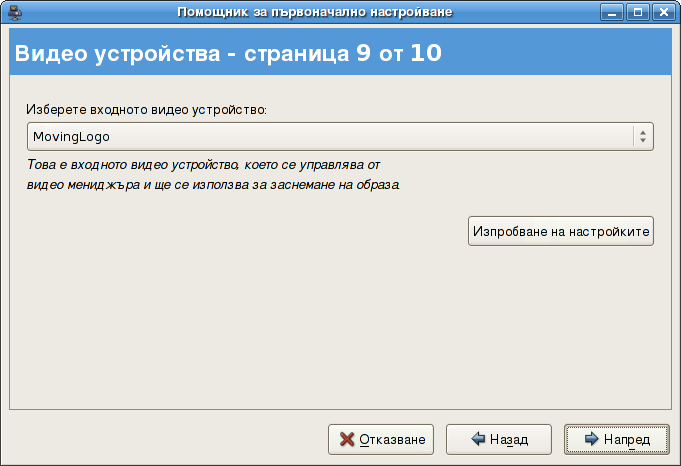 Помощник за първоначално настройване
Видео устройства - страница 9 от 10
Изберете входното видео устройство:
MovingLogo
Това е входното видео устройство, което се управлява от
видео мениджъра и ще се използва за заснемане на образа.
Изпробване на настройките
Отказване
Назад
Напред